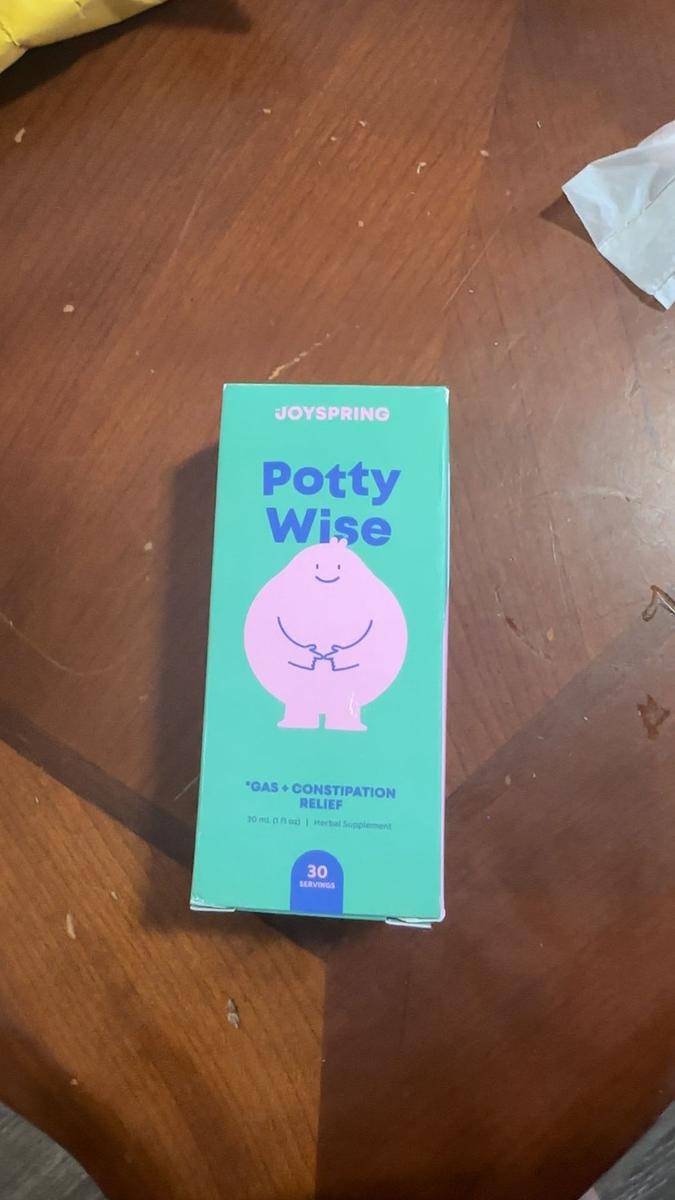 JOYSPRING
Potty
Wise
*GAS + CONSTIPATION
RELIEF
30 mL (1 fl oz) | Herbal Supplement
30
SERVINGS